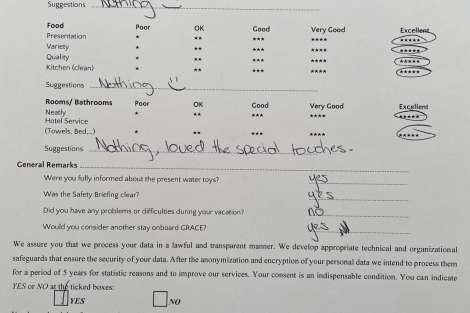 Suggestions Nothing
Food Poor OK Good Very Good Excellent
Presentation * ** *** **** *****
Variety * ** *** **** *****
Quality * ** *** **** *****
Kitchen (clean) * ** *** **** *****
Suggestions Nothing
Rooms/ Bathrooms Poor OK Good Very Good Excellent
Neatly * ** *** **** *****
Hotel Service
(Towels, Bed,...) * ** *** **** *****
Suggestions Nothing, loved the special touches.
General Remarks
Were you fully informed about the present water toys? yes
Was the Safety Briefing clear? yes
Did you have any problems or difficulties during your vacation? no
Would you consider another stay onboard GRACE? yes
We assure you that we process your data in a lawful and transparent manner. We develop appropriate technical and organizational
safeguards that ensure the security of your data. After the anonymization and encryption of your personal data we intend to process them
for a period of 5 years for statistic reasons and to improve our services. Your consent is an indispensable condition. You can indicate
YES or NO at the ticked boxes:
YES NO